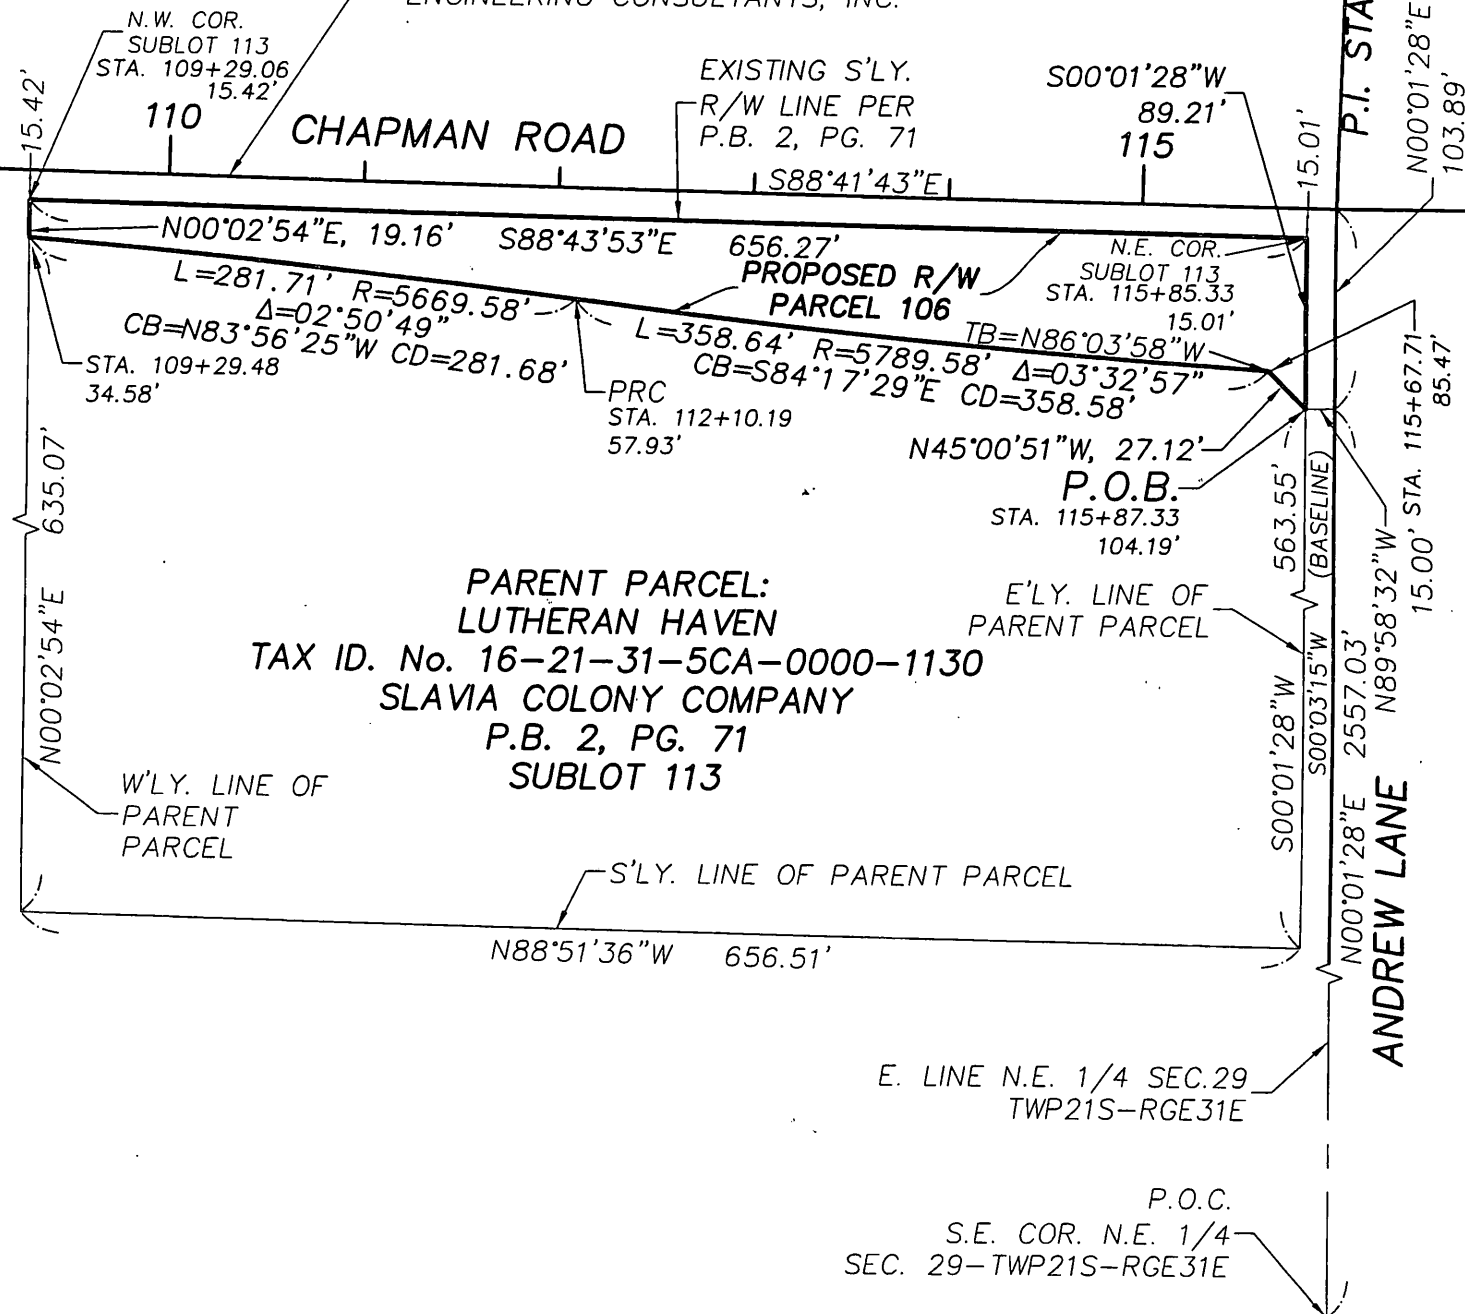 ENGINEERING CONSULTANTS, INC.
N.W. COR.
SUBLOT 113
STA. 109+29.06
15.42'
15.42'
110
CHAPMAN ROAD
EXISTING S'LY.
R/W LINE PER
P.B. 2, PG. 71
S00°01'28"W
89.21'
115
15.01'
P.I. STA
N00°01'28"E
103.89'
S88°41'43"E
N00°02'54"E, 19.16'
S88°43'53"E 656.27'
N.E. COR.
SUBLOT 113
STA. 115+85.33
15.01'
PROPOSED R/W
PARCEL 106
L=281.71' R=5669.58'
Δ=02°50'49"
CB=N83°56'25"W CD=281.68'
TB=N86°03'58"W
L=358.64' R=5789.58' Δ=03°32'57"
CB=S84°17'29"E CD=358.58'
STA. 109+29.48
34.58'
PRC
STA. 112+10.19
57.93'
STA. 115+67.71
85.47'
N45°00'51"W, 27.12'
P.O.B.
STA. 115+87.33
104.19'
635.07'
N00°02'54"E
563.55'
S00°01'28"W
(BASELINE)
S00°03'15"W
N89°58'32"W
15.00'
N00°01'28"E 2557.03'
ANDREW LANE
PARENT PARCEL:
LUTHERAN HAVEN
TAX ID. No. 16-21-31-5CA-0000-1130
SLAVIA COLONY COMPANY
P.B. 2, PG. 71
SUBLOT 113
E'LY. LINE OF
PARENT PARCEL
W'LY. LINE OF
PARENT
PARCEL
S'LY. LINE OF PARENT PARCEL
N88°51'36"W 656.51'
E. LINE N.E. 1/4 SEC.29
TWP21S-RGE31E
P.O.C.
S.E. COR. N.E. 1/4
SEC. 29-TWP21S-RGE31E